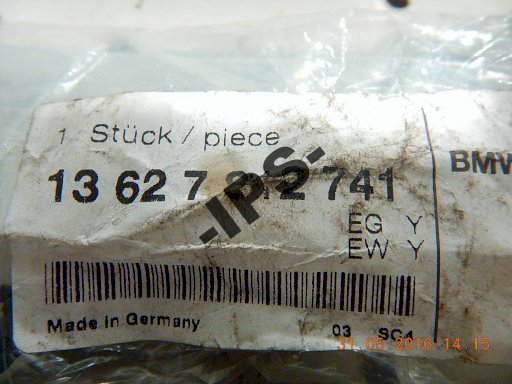 1 Stück / piece
13 62 7 2 741
BMW
-IPS-
EG Y
EW Y
Made in Germany 03 SC4
31 05 2016 14 15